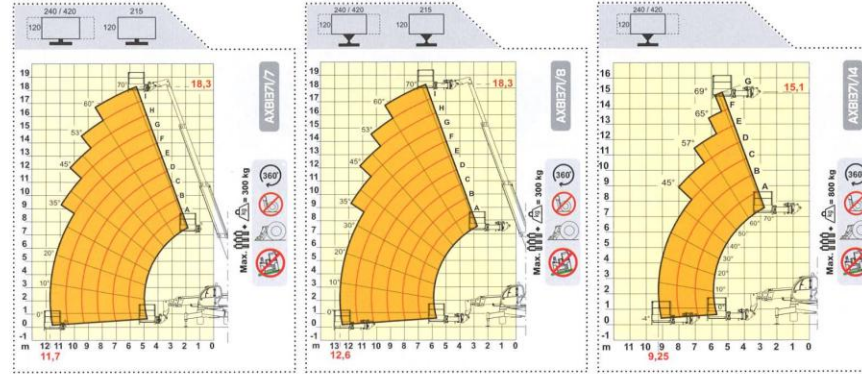 240 / 420
215
120
120
19
18
17
16
15
14
13
12
11
10
9
8
7
6
5
4
3
2
1
0
-1
70°
60°
53°
45°
35°
20°
0°
I
H
G
F
E
D
C
B
A
18,3
m 12 11 10 9 8 7 6 5 4 3 2 1 0
11,7
AXB1371/7
360°
Max. + = 300 kg
240 / 420
215
120
120
19
18
17
16
15
14
13
12
11
10
9
8
7
6
5
4
3
2
1
0
-1
70°
60°
53°
45°
35°
20°
0°
I
H
G
F
E
D
C
B
A
18,3
m 13 12 11 10 9 8 7 6 5 4 3 2 1 0
12,6
AXB1371/8
360°
Max. + = 300 kg
240 / 420
120
16
15
14
13
11
10
9
8
7
6
5
4
3
2
1
0
-1
69°
65°
57°
45°
G
F
E
D
C
B
A
15,1
70°
60°
50°
40°
30°
20°
10°
0°
-4°
m 11 10 9 8 7 6 5 4 3 2 1 0
9,25
AXB1371/14
360°
Max. + = 800 kg